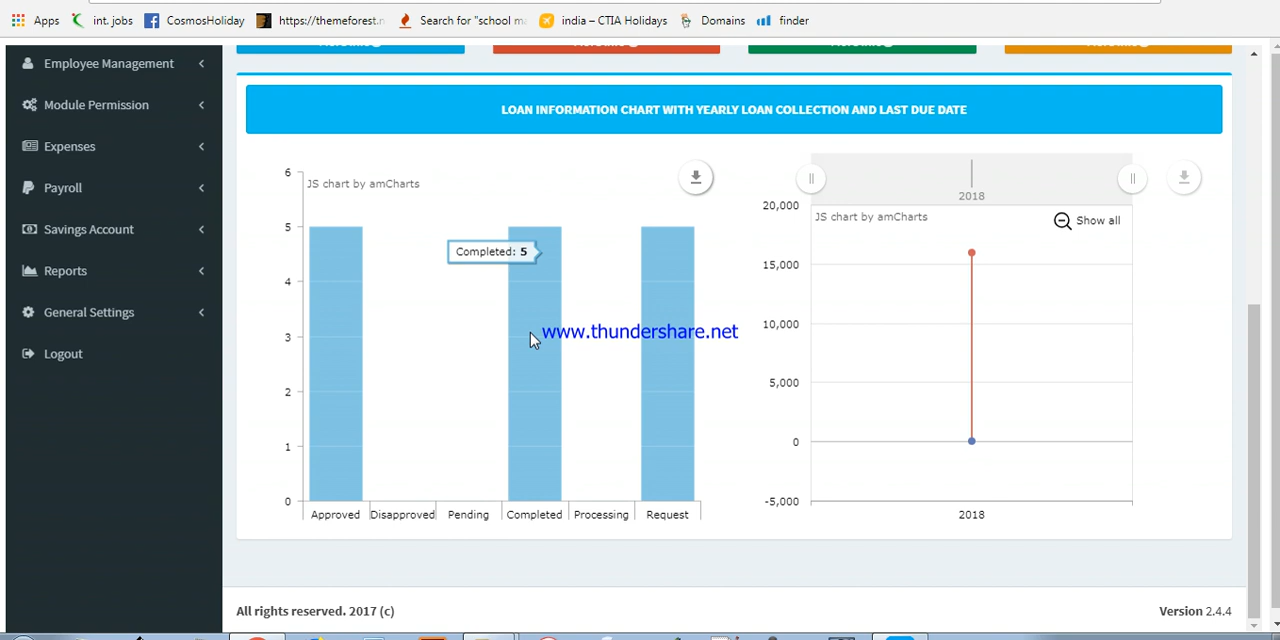 Apps
int. jobs
CosmosHoliday
https://themeforest.n
Search for "school ma
india – CTIA Holidays
Domains
finder
Employee Management
Module Permission
Expenses
Payroll
Savings Account
Reports
General Settings
Logout
LOAN INFORMATION CHART WITH YEARLY LOAN COLLECTION AND LAST DUE DATE
JS chart by amCharts
6
5
4
3
2
1
0
Completed: 5
www.thundershare.net
Approved
Disapproved
Pending
Completed
Processing
Request
2018
JS chart by amCharts
Show all
20,000
15,000
10,000
5,000
0
-5,000
2018
All rights reserved. 2017 (c)
Version 2.4.4